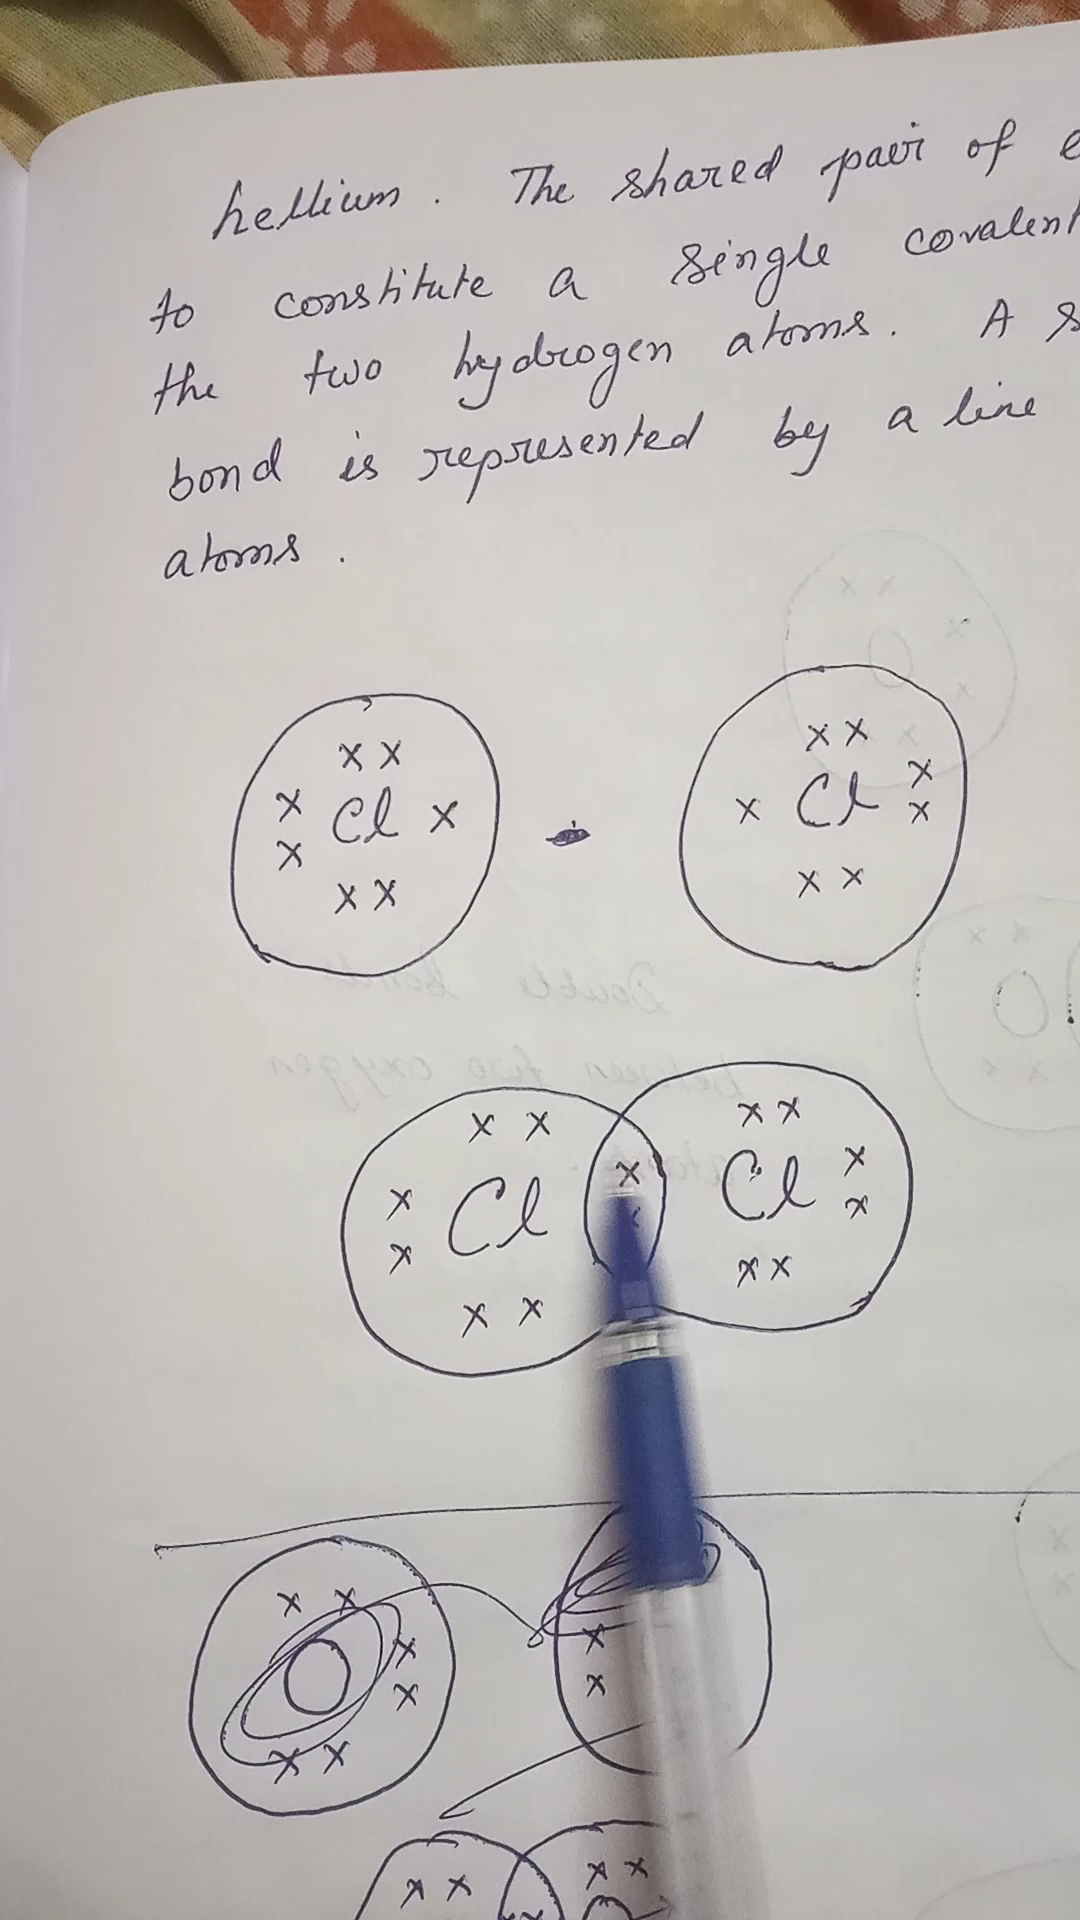 hellium. The shared pair of e
to constitute a single covalent
the two hydrogen atoms. A s
bond is represented by a line
atoms.
x x
x x
x Cl x
x Cl x
x x
x x
x x
x x
x x
x x
x Cl x Cl x
x x
x x
x x
x x
x O x x
x x
x x
x x
x x